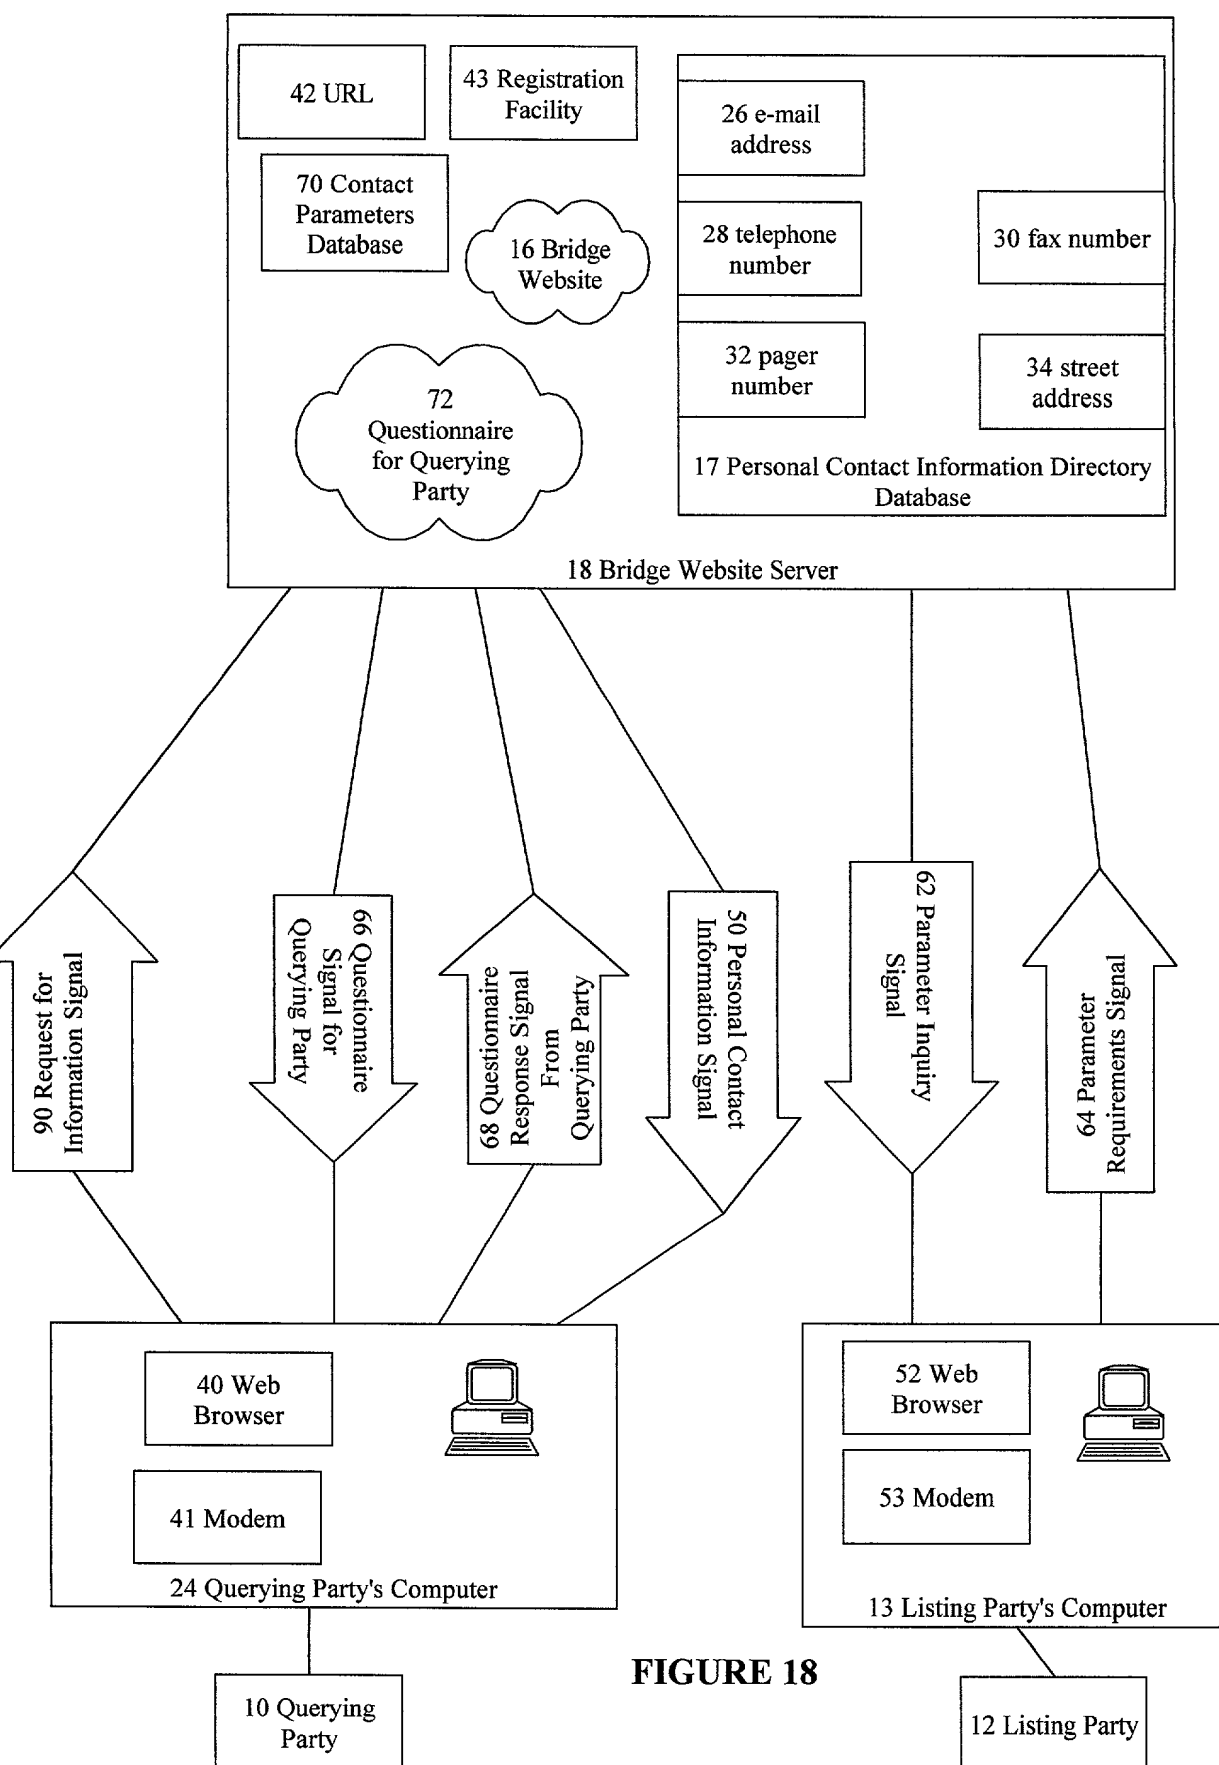 42 URL
43 Registration
Facility
70 Contact
Parameters
Database
16 Bridge
Website
72
Questionnaire
for Querying
Party
26 e-mail
address
28 telephone
number
30 fax number
32 pager
number
34 street
address
17 Personal Contact Information Directory
Database
18 Bridge Website Server
90 Request for
Information Signal
66 Questionnaire
Signal for
Querying Party
68 Questionnaire
Response Signal
From
Querying Party
50 Personal Contact
Information Signal
62 Parameter Inquiry
Signal
64 Parameter
Requirements Signal
40 Web
Browser
41 Modem
24 Querying Party's Computer
52 Web
Browser
53 Modem
13 Listing Party's Computer
10 Querying
Party
FIGURE 18
12 Listing Party